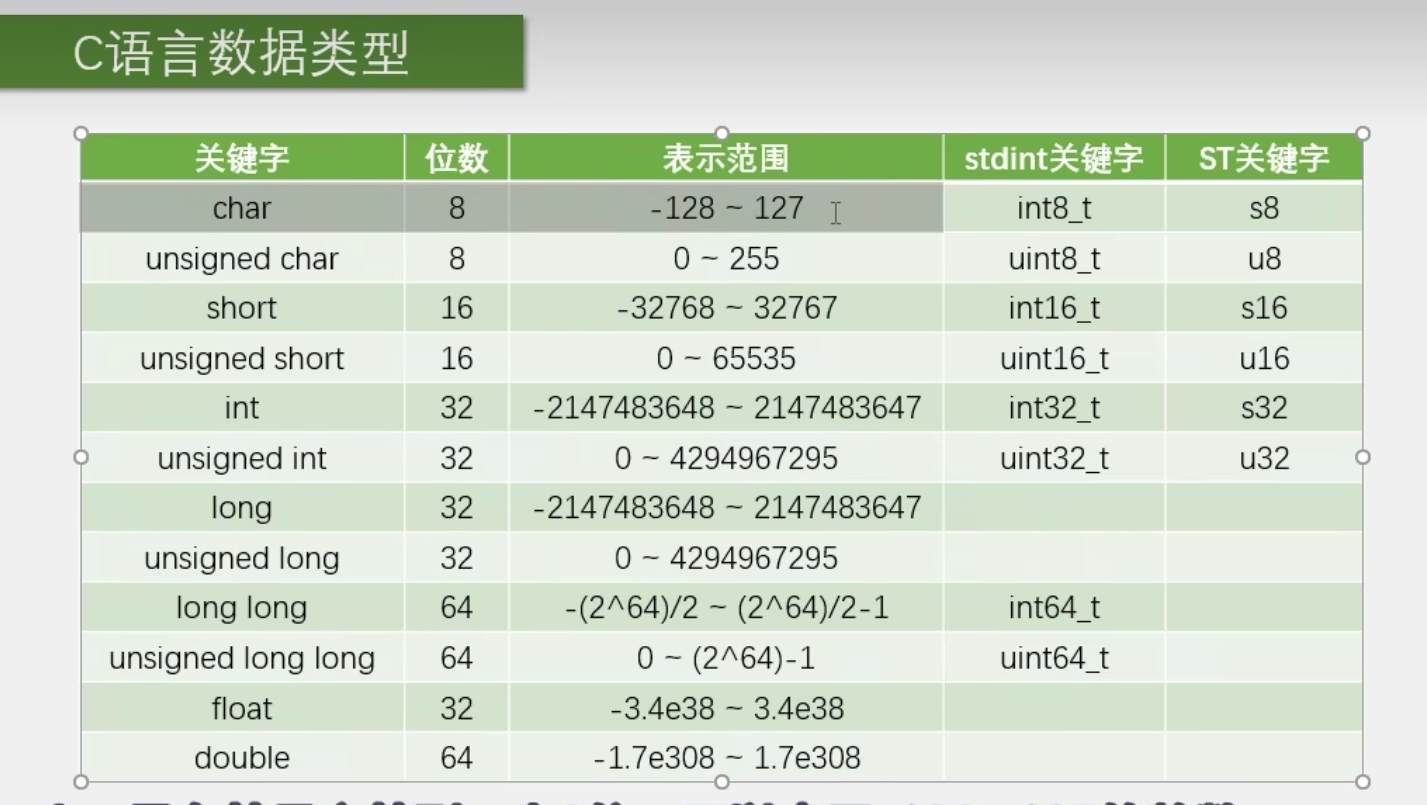 C语言数据类型
关键字 位数 表示范围 stdint关键字 ST关键字
char 8 -128 ~ 127 int8_t s8
unsigned char 8 0 ~ 255 uint8_t u8
short 16 -32768 ~ 32767 int16_t s16
unsigned short 16 0 ~ 65535 uint16_t u16
int 32 -2147483648 ~ 2147483647 int32_t s32
unsigned int 32 0 ~ 4294967295 uint32_t u32
long 32 -2147483648 ~ 2147483647
unsigned long 32 0 ~ 4294967295
long long 64 -(2^64)/2 ~ (2^64)/2-1 int64_t
unsigned long long 64 0 ~ (2^64)-1 uint64_t
float 32 -3.4e38 ~ 3.4e38
double 64 -1.7e308 ~ 1.7e308